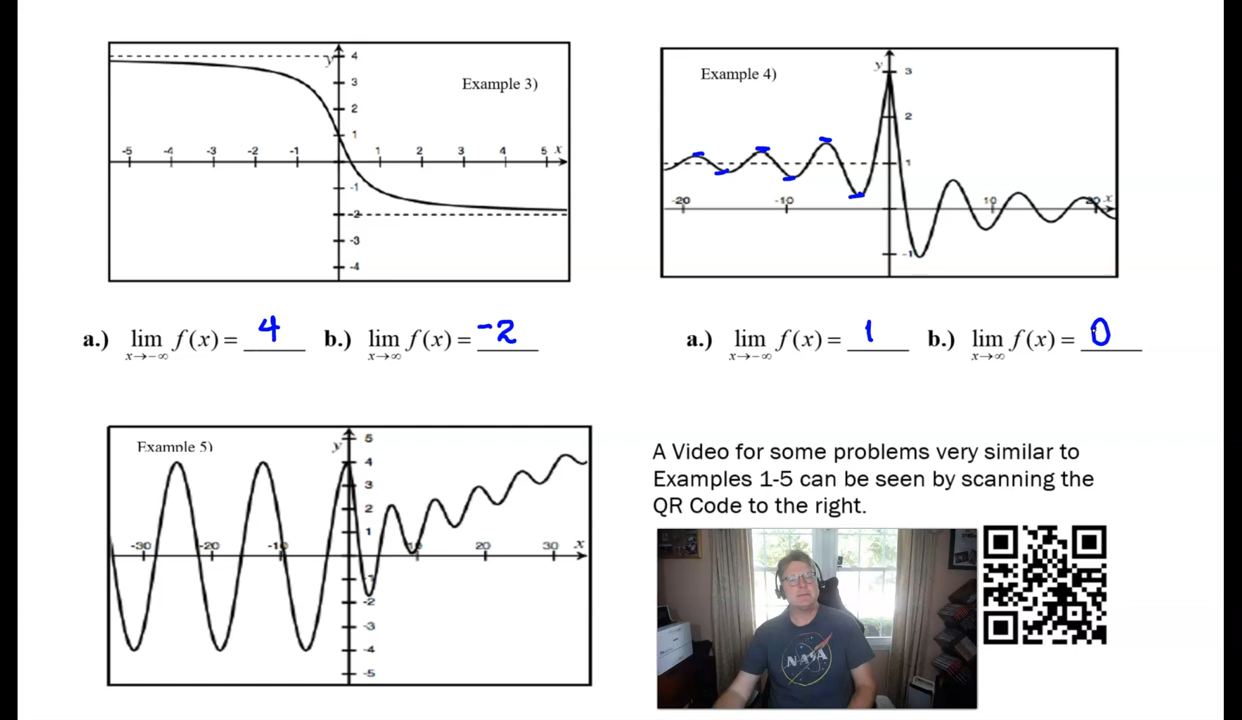 Example 3)
y
4
3
2
1
-5 -4 -3 -2 -1 1 2 3 4 5 x
-1
-2
-3
-4
a.) lim f(x) = 4
x→-∞
b.) lim f(x) = -2
x→∞
Example 4)
y
3
2
1
-20 -10 10 20 x
-1
a.) lim f(x) = 1
x→-∞
b.) lim f(x) = 0
x→∞
Example 5)
y
5
4
3
2
1
-30 -20 -10 10 20 30 x
-1
-2
-3
-4
-5
A Video for some problems very similar to
Examples 1-5 can be seen by scanning the
QR Code to the right.
NASA